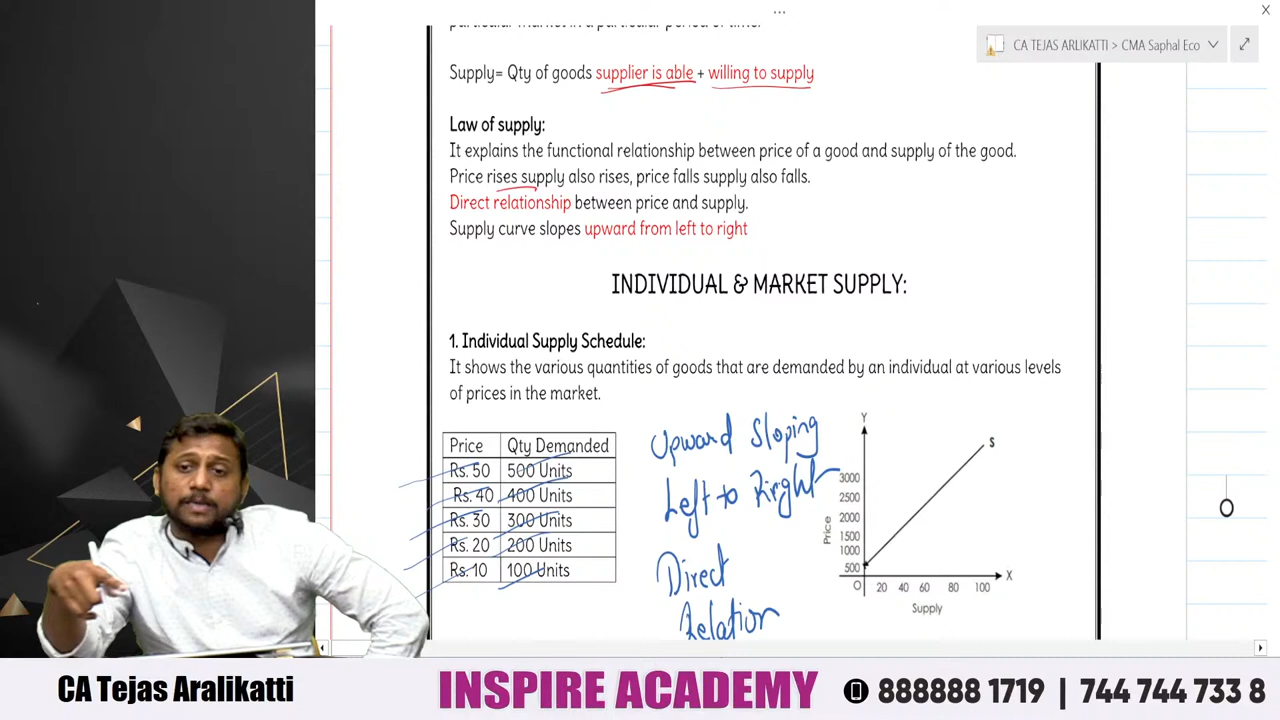 ...
X
CA TEJAS ARLIKATTI > CMA Saphal Eco
particular market in a particular period of time.
Supply= Qty of goods supplier is able + willing to supply
Law of supply:
It explains the functional relationship between price of a good and supply of the good.
Price rises supply also rises, price falls supply also falls.
Direct relationship between price and supply.
Supply curve slopes upward from left to right
INDIVIDUAL & MARKET SUPPLY:
1. Individual Supply Schedule:
It shows the various quantities of goods that are demanded by an individual at various levels
of prices in the market.
Price Qty Demanded
Rs. 50 500 Units
Rs. 40 400 Units
Rs. 30 300 Units
Rs. 20 200 Units
Rs. 10 100 Units
Upward Sloping
Left to Right
Direct
Relation
Y
S
3000
2500
2000
1500
1000
500
Price
O 20 40 60 80 100 X
Supply
CA Tejas Aralikatti INSPIRE ACADEMY 888888 1719 | 744 744 733 8